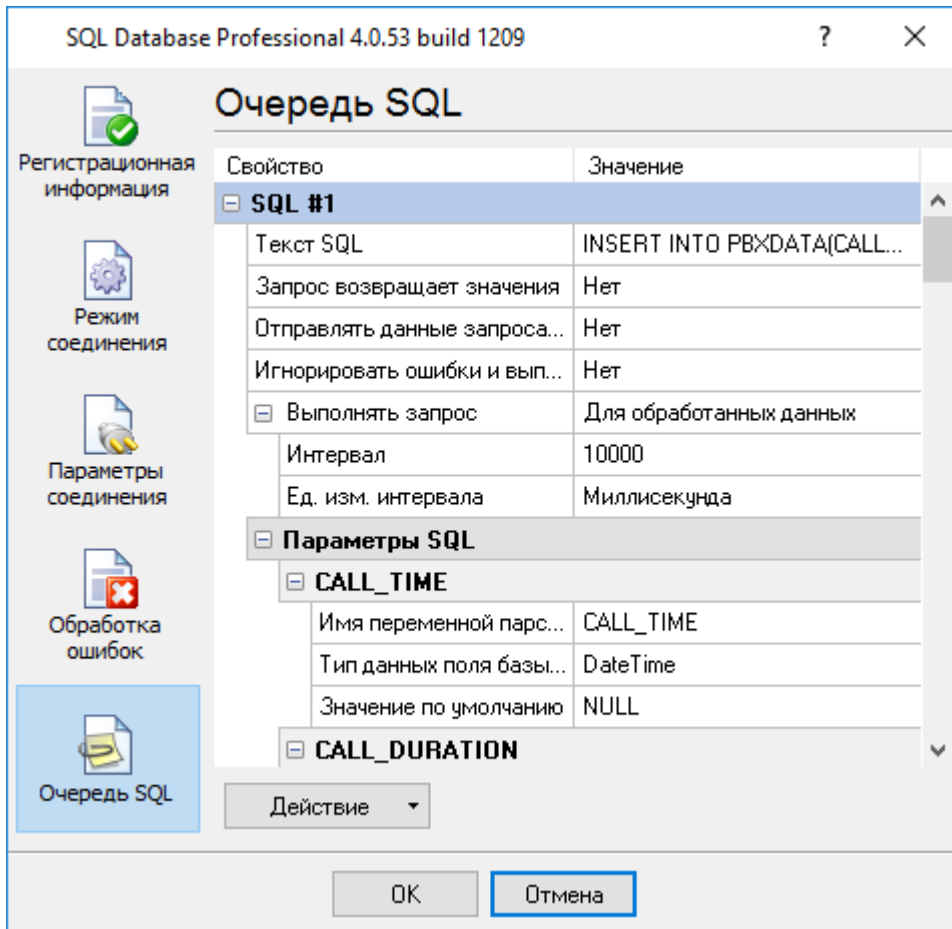 SQL Database Professional 4.0.53 build 1209
?
Регистрационная
информация
Режим
соединения
Параметры
соединения
Обработка
ошибок
Очередь SQL
Очередь SQL
Свойство Значение
SQL #1
Текст SQL INSERT INTO PBXDATA(CALL...
Запрос возвращает значения Нет
Отправлять данные запроса... Нет
Игнорировать ошибки и вып... Нет
Выполнять запрос Для обработанных данных
Интервал 10000
Ед. изм. интервала Миллисекунда
Параметры SQL
CALL_TIME
Имя переменной парс... CALL_TIME
Тип данных поля базы... DateTime
Значение по умолчанию NULL
CALL_DURATION
Действие
OK Отмена